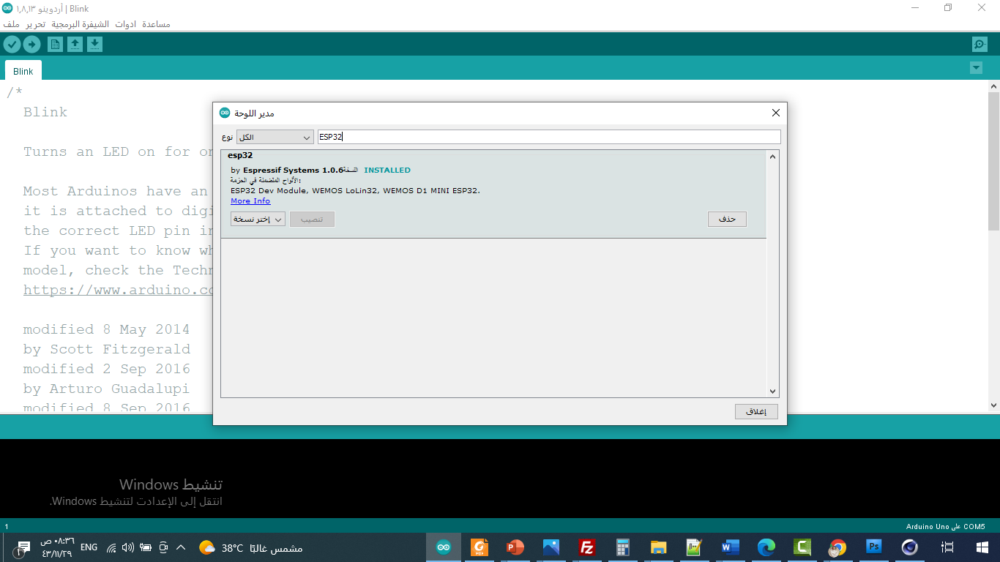 أردوينو ١٫٨٫١٣ | Blink
ملف تحرير الشيفرة البرمجية ادوات مساعدة
Blink
/*
Blink
Turns an LED on for on
Most Arduinos have an
it is attached to digi
the correct LED pin in
If you want to know wh
model, check the Techn
https://www.arduino.cc
modified 8 May 2014
by Scott Fitzgerald
modified 2 Sep 2016
by Arturo Guadalupi
modified 8 Sep 2016
مدير اللوحة
نوع الكل ESP32
esp32
by Espressif Systems النسخة1.0.6 INSTALLED
الألواح المتضمنة في الحزمة:
ESP32 Dev Module, WEMOS LoLin32, WEMOS D1 MINI ESP32.
More Info
إختر نسخة تنصيب حذف
إغلاق
تنشيط Windows
انتقل إلى الإعدادت لتنشيط Windows.
1
Arduino Uno على COM5
٠٨:٣٦ ص
٤٣/١١/٢٩
ENG
38°C مشمس غالبًا